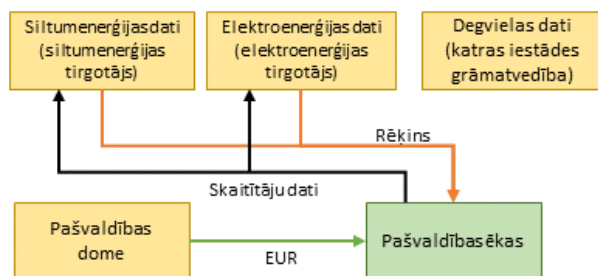 Siltumenerģijas dati
(siltumenerģijas
tirgotājs)
Elektroenerģijas dati
(elektroenerģijas
tirgotājs)
Degvielas dati
(katras iestādes
grāmatvedība)
Rēķins
Skaitītāju dati
Pašvaldības
dome
EUR
Pašvaldības ēkas